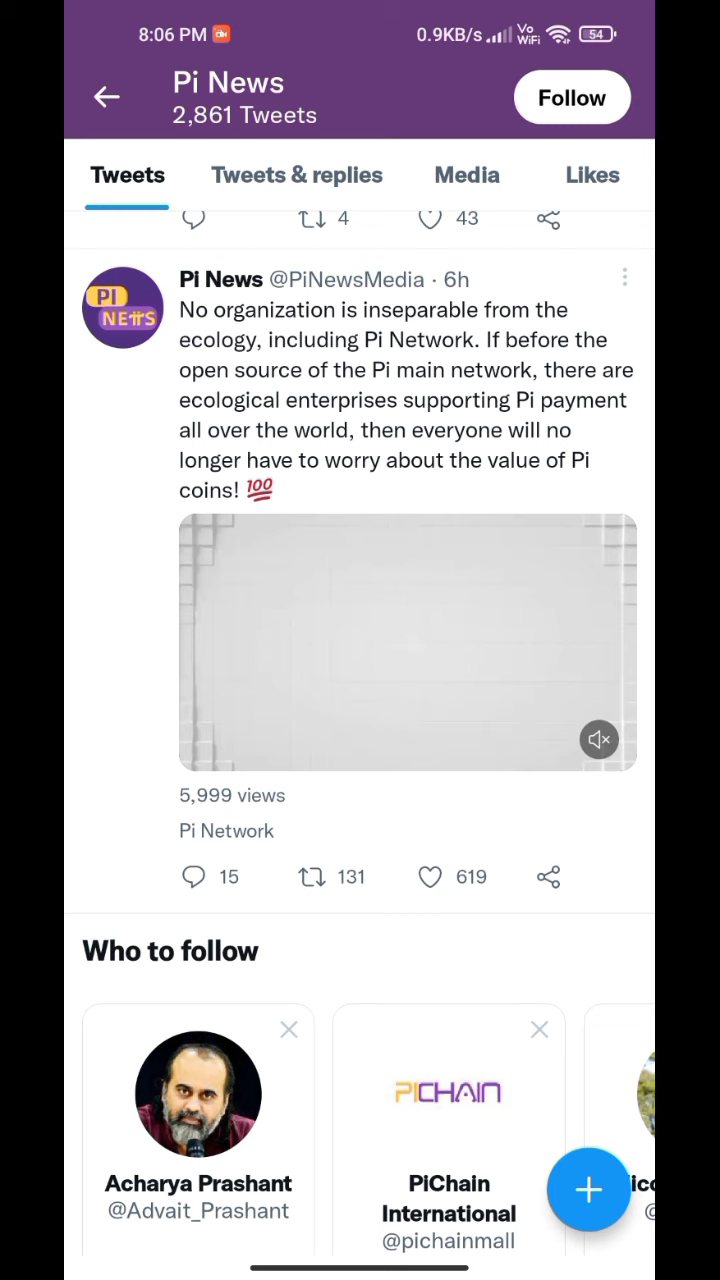 8:06 PM 0.9KB/s Vo WiFi 54
Pi News
2,861 Tweets
Follow
Tweets Tweets & replies Media Likes
4 43
PI NEWS
Pi News @PiNewsMedia · 6h
No organization is inseparable from the
ecology, including Pi Network. If before the
open source of the Pi main network, there are
ecological enterprises supporting Pi payment
all over the world, then everyone will no
longer have to worry about the value of Pi
coins! 💯
5,999 views
Pi Network
15 131 619
Who to follow
PICHAIN
Acharya Prashant
@Advait_Prashant
PiChain
International
@pichainmall